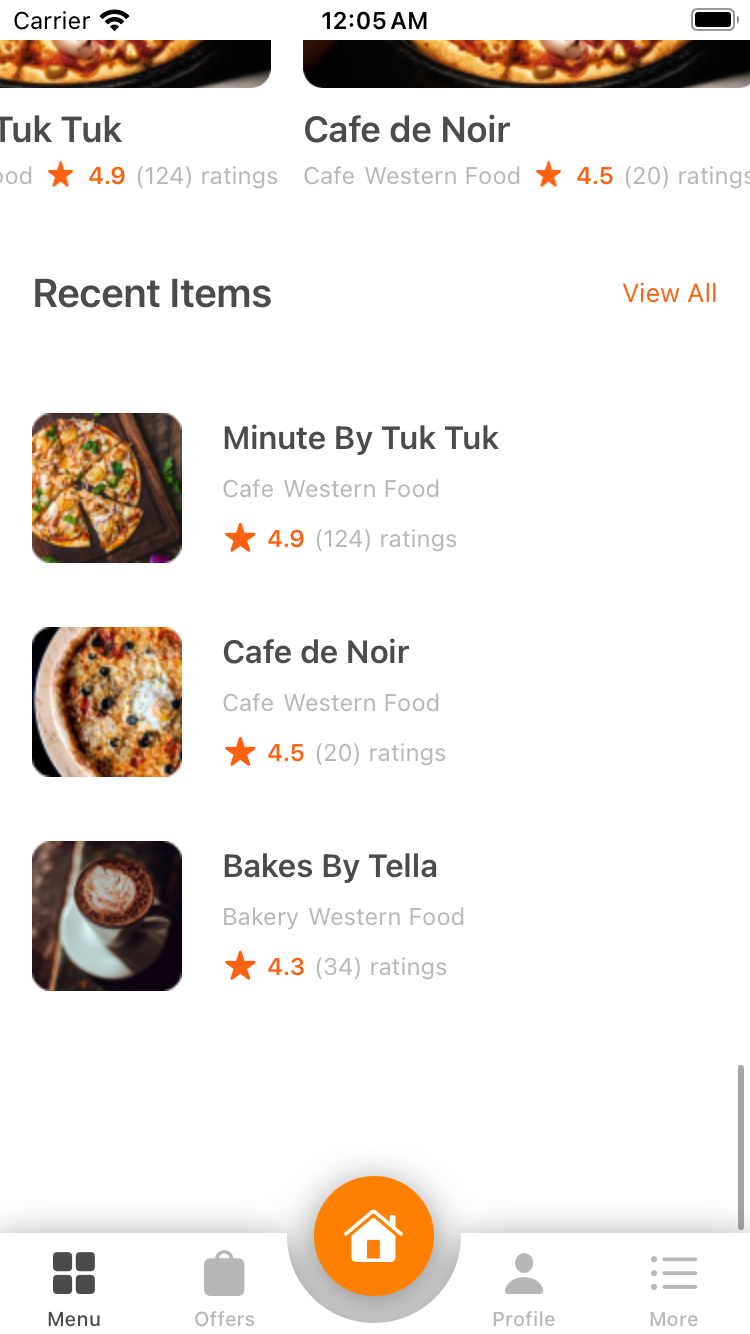 Carrier 12:05 AM
Tuk Tuk Cafe de Noir
4.9 (124) ratings Cafe Western Food 4.5 (20) ratings
Recent Items View All
Minute By Tuk Tuk
Cafe Western Food
4.9 (124) ratings
Cafe de Noir
Cafe Western Food
4.5 (20) ratings
Bakes By Tella
Bakery Western Food
4.3 (34) ratings
Menu Offers Profile More